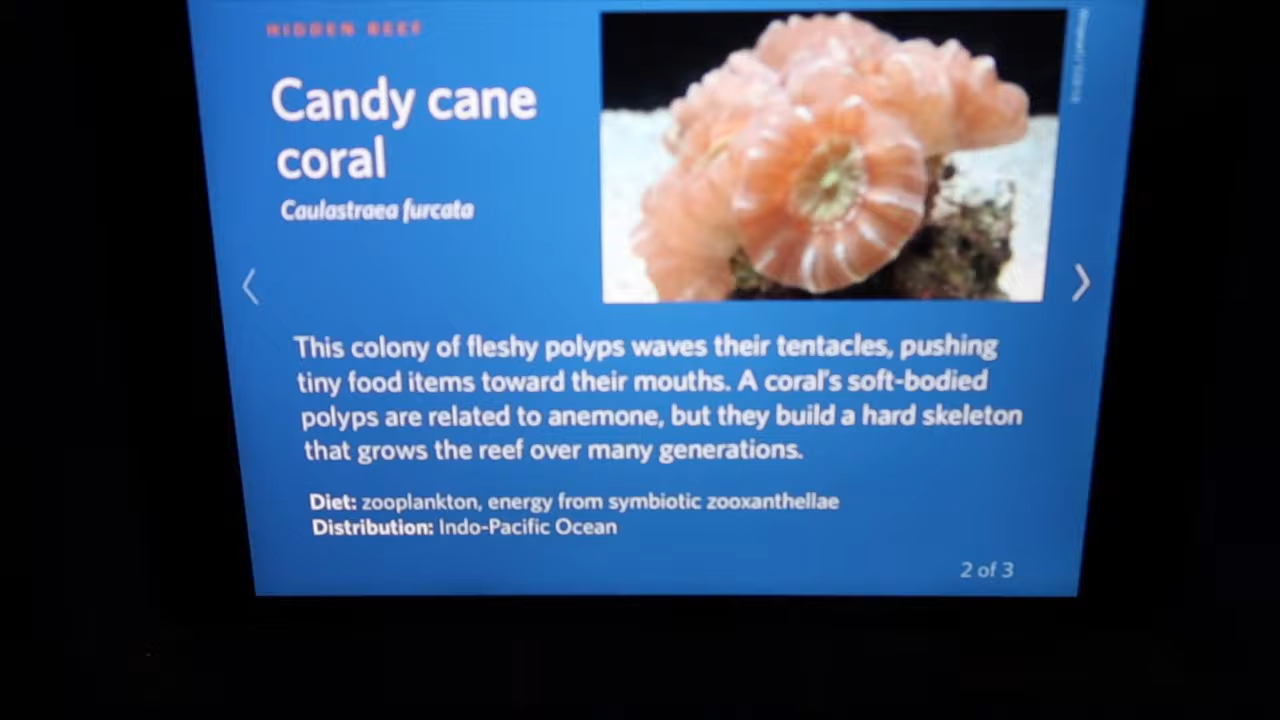 HIDDEN REEF
Candy cane
coral
Caulastraea furcata
This colony of fleshy polyps waves their tentacles, pushing
tiny food items toward their mouths. A coral's soft-bodied
polyps are related to anemone, but they build a hard skeleton
that grows the reef over many generations.
Diet: zooplankton, energy from symbiotic zooxanthellae
Distribution: Indo-Pacific Ocean
2 of 3